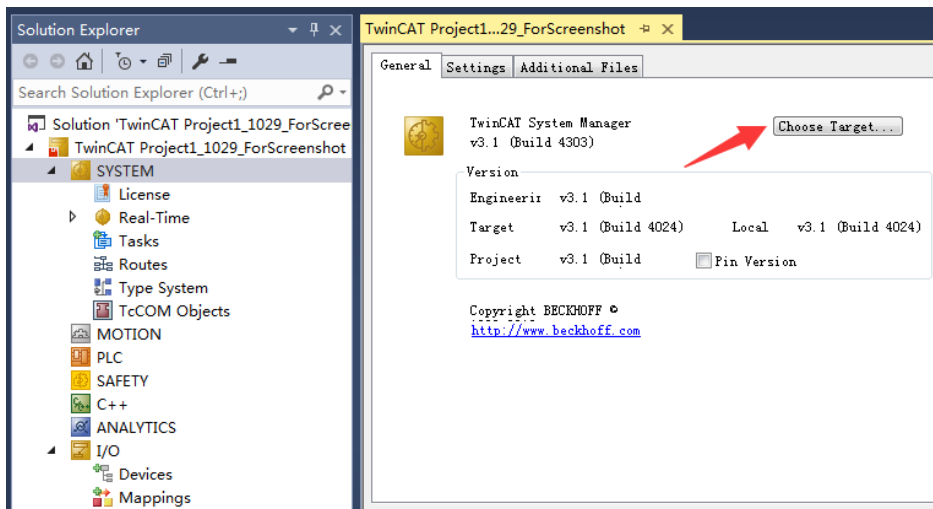 Solution Explorer
Search Solution Explorer (Ctrl+;)
Solution 'TwinCAT Project1_1029_ForScree
TwinCAT Project1_1029_ForScreenshot
SYSTEM
License
Real-Time
Tasks
Routes
Type System
TcCOM Objects
MOTION
PLC
SAFETY
C++
ANALYTICS
I/O
Devices
Mappings
TwinCAT Project1...29_ForScreenshot
General Settings Additional Files
TwinCAT System Manager
v3.1 (Build 4303)
Choose Target...
Version
Engineerir v3.1 (Build
Target v3.1 (Build 4024) Local v3.1 (Build 4024)
Project v3.1 (Build Pin Version
Copyright BECKHOFF ©
http://www.beckhoff.com